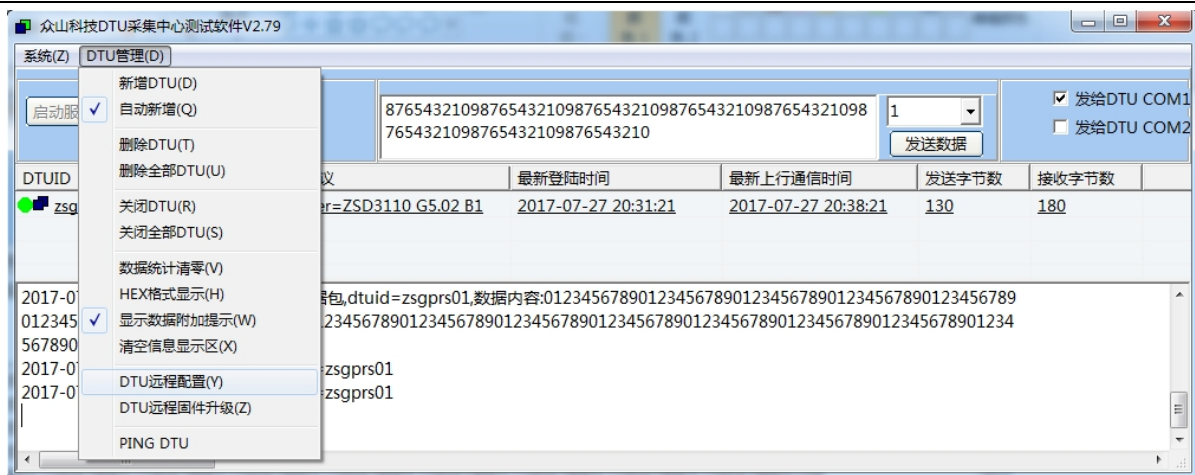 众山科技DTU采集中心测试软件V2.79
系统(Z) DTU管理(D)
新增DTU(D)
自动新增(Q)
删除DTU(T)
删除全部DTU(U)
关闭DTU(R)
关闭全部DTU(S)
数据统计清零(V)
HEX格式显示(H)
显示数据附加提示(W)
清空信息显示区(X)
DTU远程配置(Y)
DTU远程固件升级(Z)
PING DTU
启动服
876543210987654321098765432109876543210987654321098
7654321098765432109876543210
1
发送数据
发给DTU COM1
发给DTU COM2
DTUID 议 最新登陆时间 最新上行通信时间 发送字节数 接收字节数
zsg er=ZSD3110 G5.02 B1 2017-07-27 20:31:21 2017-07-27 20:38:21 130 180
2017-0 据包,dtuid=zsgprs01,数据内容:01234567890123456789012345678901234567890123456789
012345 234567890123456789012345678901234567890123456789012345678901234
567890
2017-0 =zsgprs01
2017-0 =zsgprs01